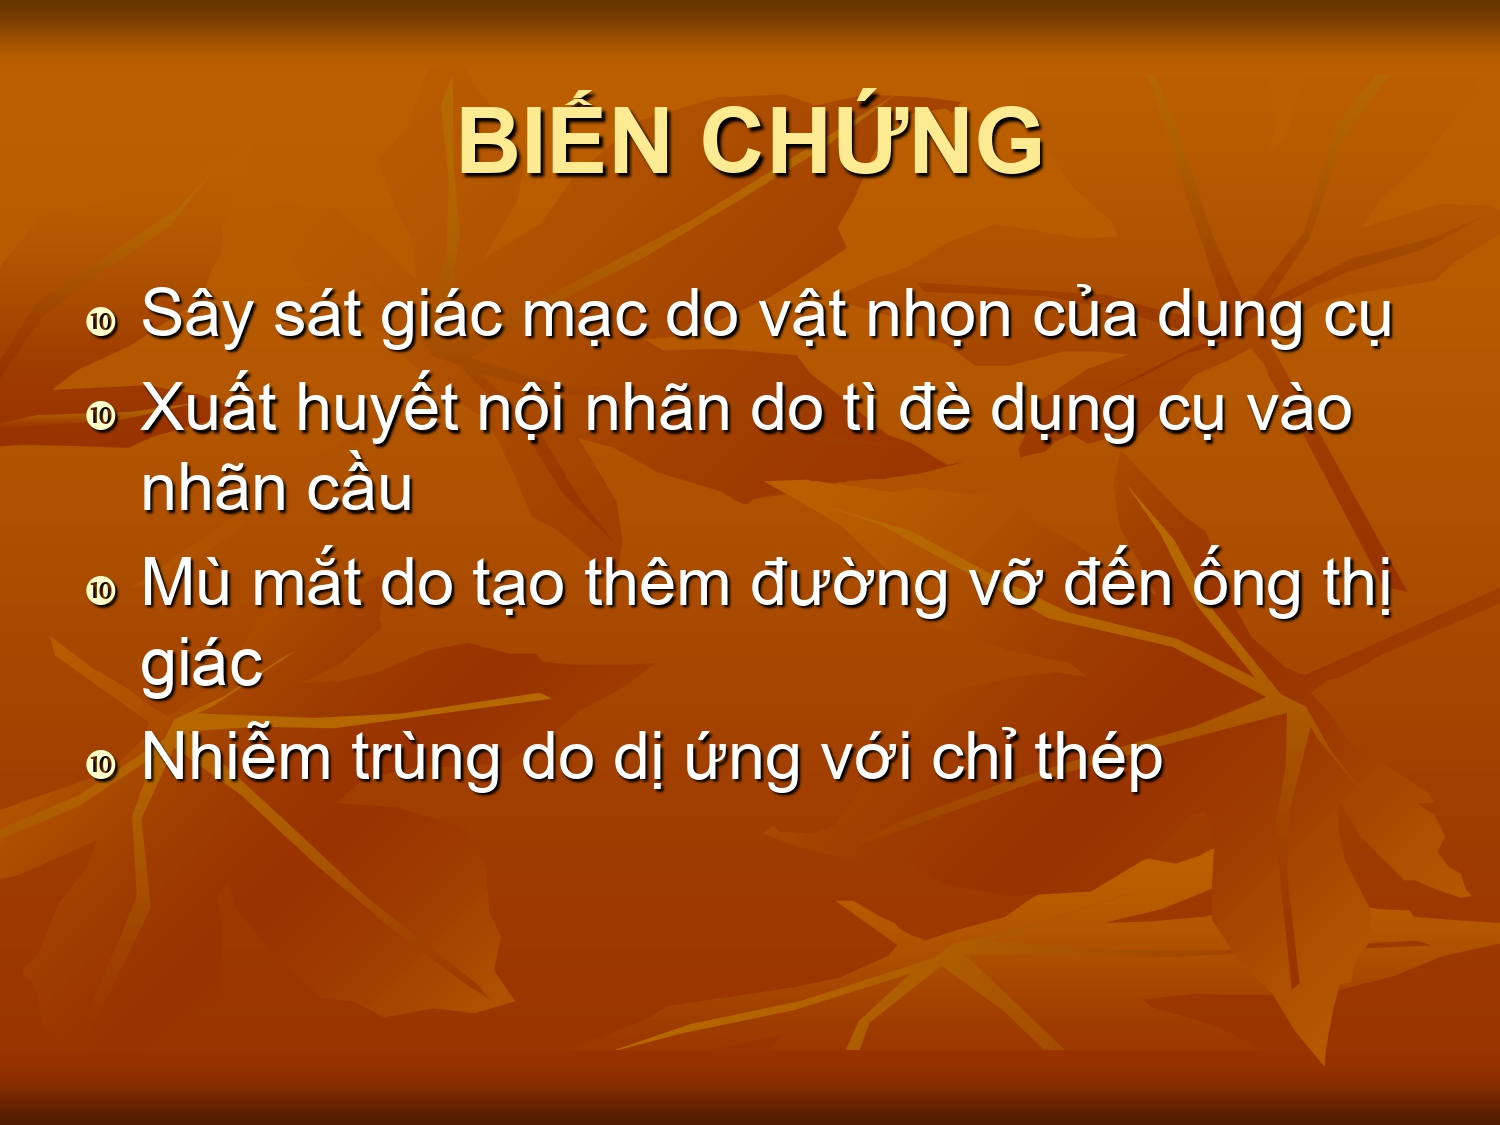 BIẾN CHỨNG
❿ Sây sát giác mạc do vật nhọn của dụng cụ
❿ Xuất huyết nội nhãn do tì đè dụng cụ vào
nhãn cầu
❿ Mù mắt do tạo thêm đường vỡ đến ống thị
giác
❿ Nhiễm trùng do dị ứng với chỉ thép